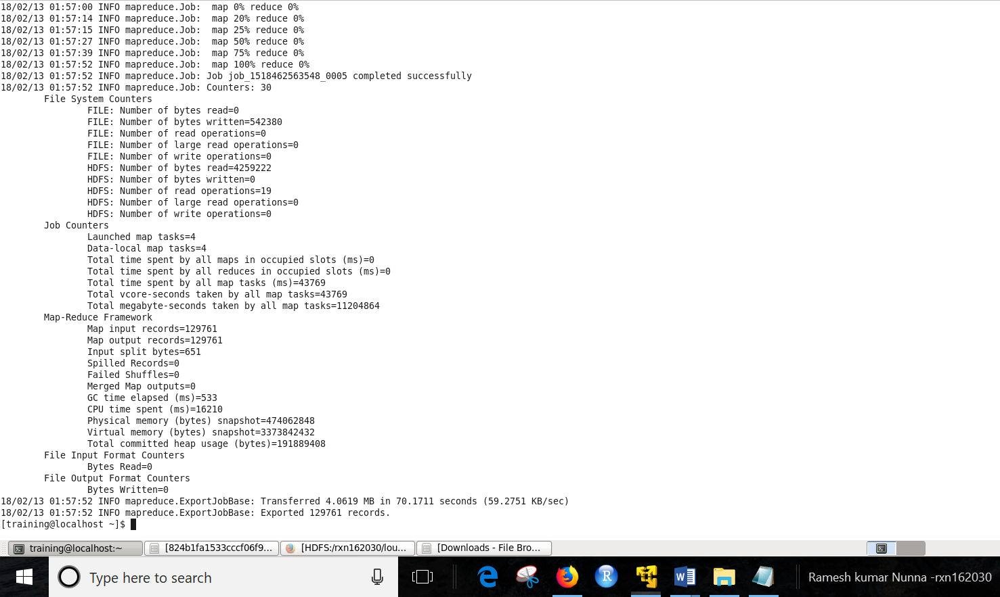 18/02/13 01:57:00 INFO mapreduce.Job:  map 0% reduce 0%
18/02/13 01:57:14 INFO mapreduce.Job:  map 20% reduce 0%
18/02/13 01:57:15 INFO mapreduce.Job:  map 25% reduce 0%
18/02/13 01:57:27 INFO mapreduce.Job:  map 50% reduce 0%
18/02/13 01:57:39 INFO mapreduce.Job:  map 75% reduce 0%
18/02/13 01:57:52 INFO mapreduce.Job:  map 100% reduce 0%
18/02/13 01:57:52 INFO mapreduce.Job: Job job_1518462563548_0005 completed successfully
18/02/13 01:57:52 INFO mapreduce.Job: Counters: 30
File System Counters
FILE: Number of bytes read=0
FILE: Number of bytes written=542380
FILE: Number of read operations=0
FILE: Number of large read operations=0
FILE: Number of write operations=0
HDFS: Number of bytes read=4259222
HDFS: Number of bytes written=0
HDFS: Number of read operations=19
HDFS: Number of large read operations=0
HDFS: Number of write operations=0
Job Counters
Launched map tasks=4
Data-local map tasks=4
Total time spent by all maps in occupied slots (ms)=0
Total time spent by all reduces in occupied slots (ms)=0
Total time spent by all map tasks (ms)=43769
Total vcore-seconds taken by all map tasks=43769
Total megabyte-seconds taken by all map tasks=11204864
Map-Reduce Framework
Map input records=129761
Map output records=129761
Input split bytes=651
Spilled Records=0
Failed Shuffles=0
Merged Map outputs=0
GC time elapsed (ms)=533
CPU time spent (ms)=16210
Physical memory (bytes) snapshot=474062848
Virtual memory (bytes) snapshot=3373842432
Total committed heap usage (bytes)=191889408
File Input Format Counters
Bytes Read=0
File Output Format Counters
Bytes Written=0
18/02/13 01:57:52 INFO mapreduce.ExportJobBase: Transferred 4.0619 MB in 70.1711 seconds (59.2751 KB/sec)
18/02/13 01:57:52 INFO mapreduce.ExportJobBase: Exported 129761 records.
[training@localhost ~]$
training@localhost:~ [824b1fa1533cccf06f9... [HDFS:/rxn162030/lou... [Downloads - File Bro...
Type here to search R W Ramesh kumar Nunna -rxn162030